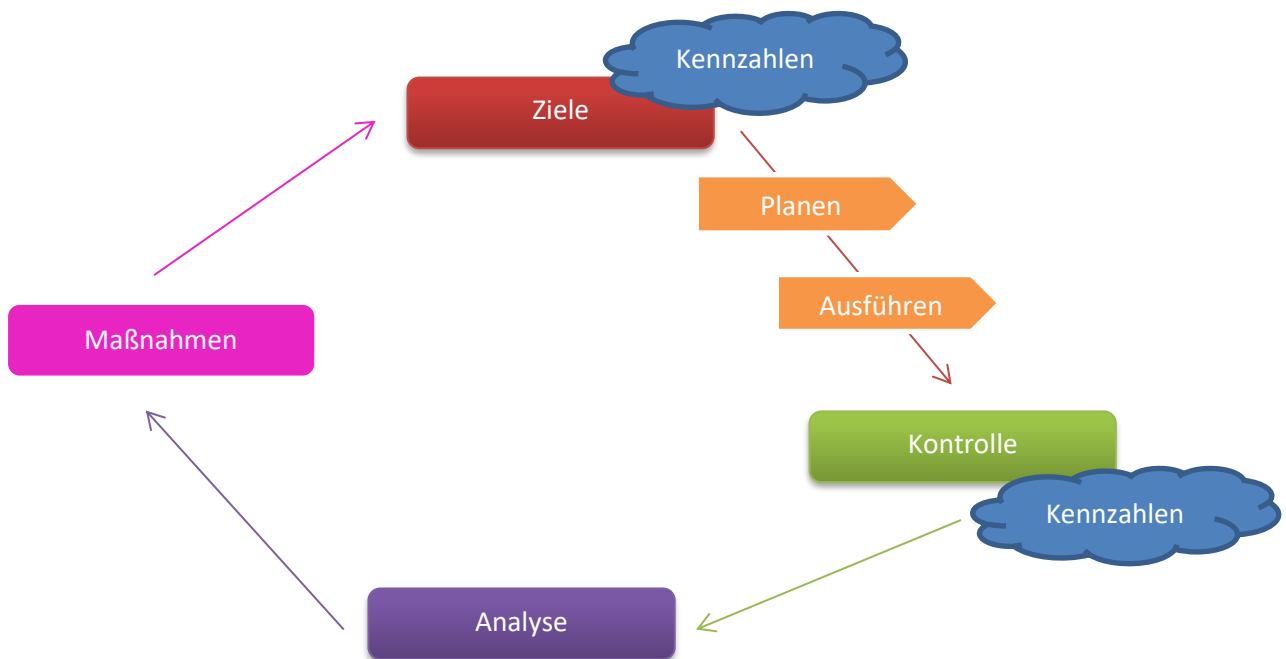 Kennzahlen
Ziele
Planen
Ausführen
Maßnahmen
Kontrolle
Kennzahlen
Analyse